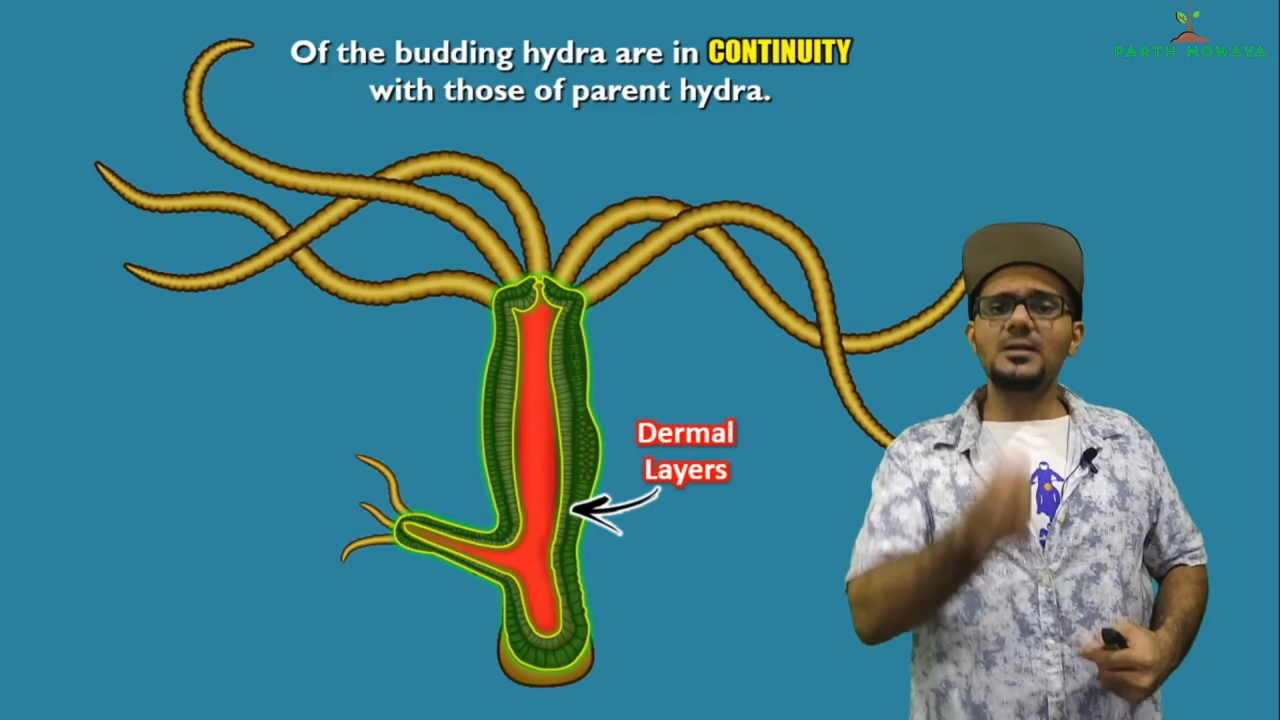 Of the budding hydra are in CONTINUITY
with those of parent hydra.
PARTH MOMAYA
Dermal
Layers